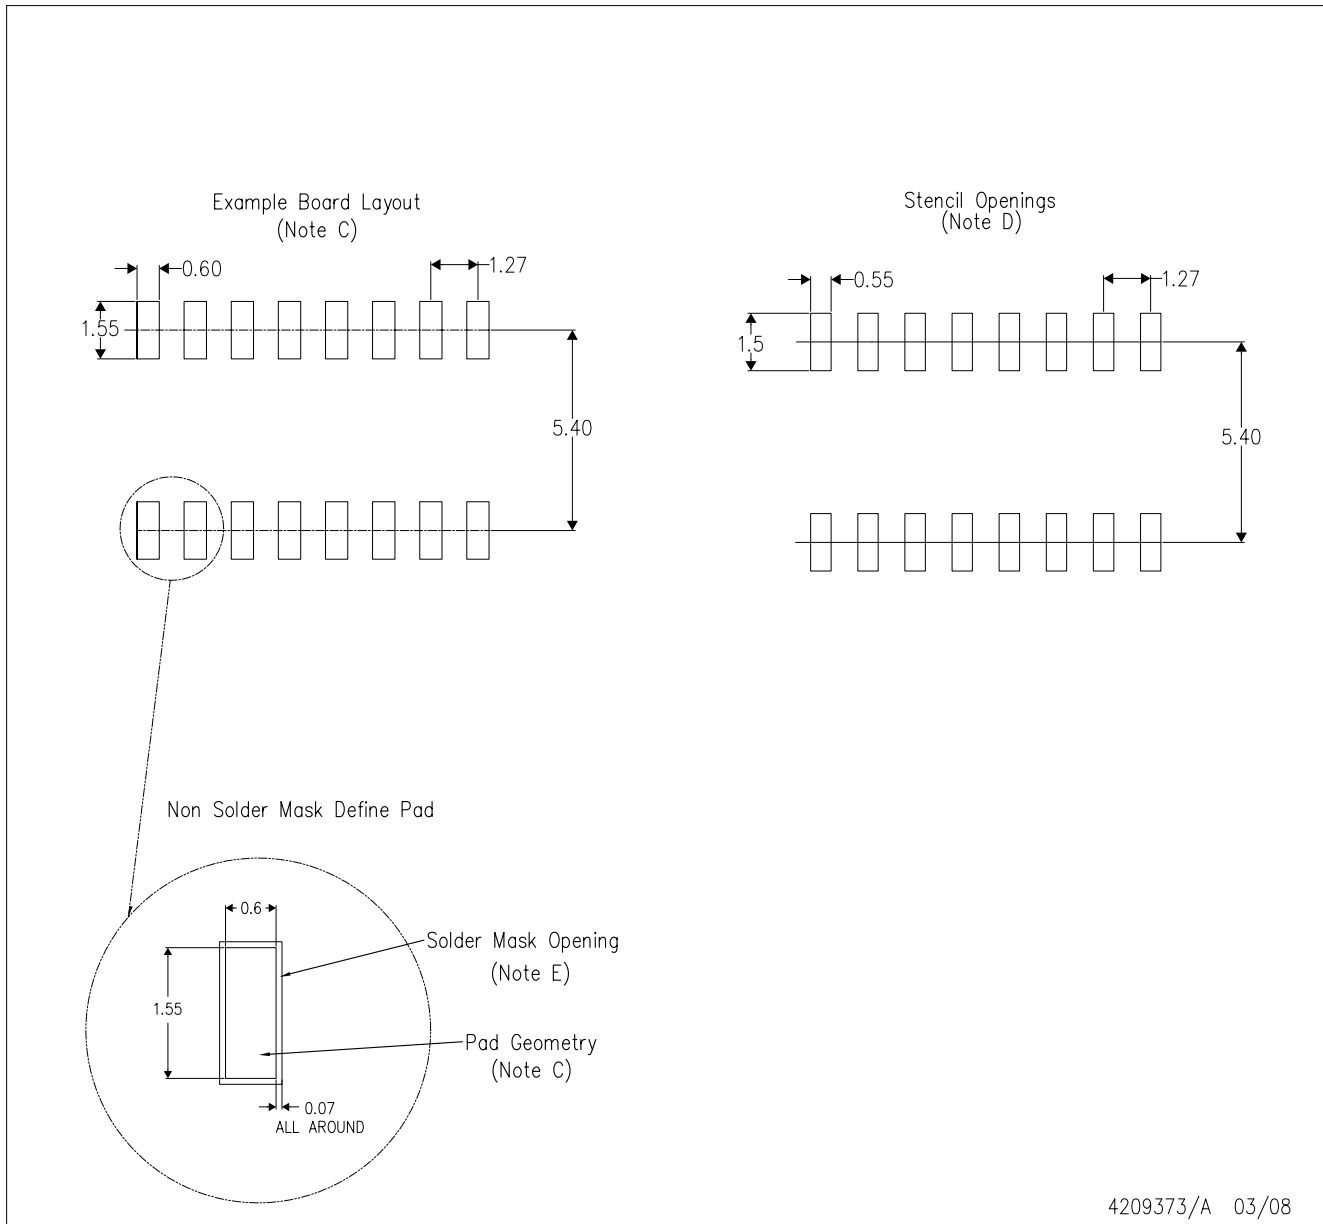 Example Board Layout
(Note C)
0.60
1.27
1.55
5.40
Stencil Openings
(Note D)
0.55
1.27
1.5
5.40
Non Solder Mask Define Pad
0.6
1.55
Solder Mask Opening
(Note E)
Pad Geometry
(Note C)
0.07
ALL AROUND
4209373/A 03/08